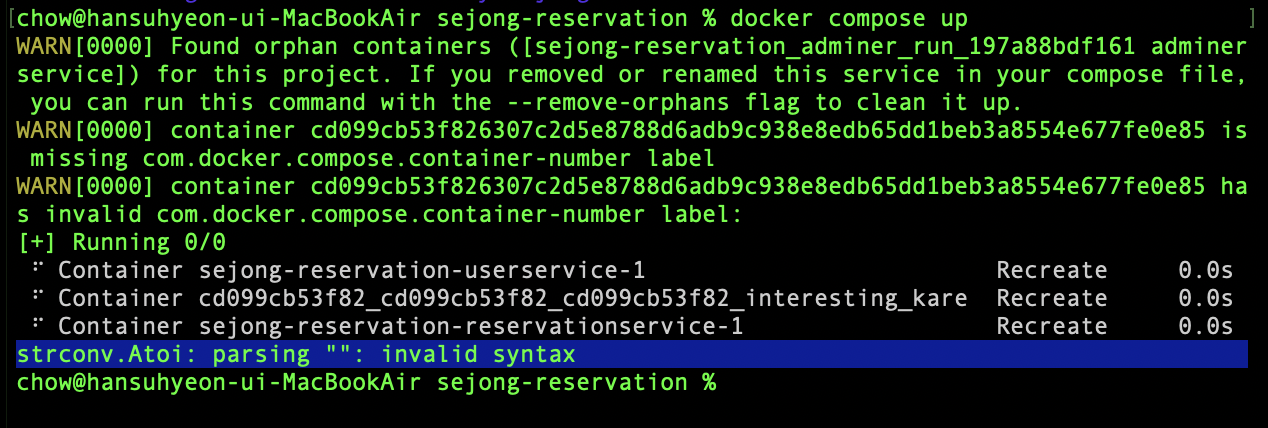 [chow@hansuhyeon-ui-MacBookAir sejong-reservation % docker compose up ]
WARN[0000] Found orphan containers ([sejong-reservation_adminer_run_197a88bdf161 adminer
service]) for this project. If you removed or renamed this service in your compose file,
you can run this command with the --remove-orphans flag to clean it up.
WARN[0000] container cd099cb53f826307c2d5e8788d6adb9c938e8edb65dd1beb3a8554e677fe0e85 is
missing com.docker.compose.container-number label
WARN[0000] container cd099cb53f826307c2d5e8788d6adb9c938e8edb65dd1beb3a8554e677fe0e85 ha
s invalid com.docker.compose.container-number label:
[+] Running 0/0
⠋ Container sejong-reservation-userservice-1 Recreate 0.0s
⠋ Container cd099cb53f82_cd099cb53f82_cd099cb53f82_interesting_kare Recreate 0.0s
⠋ Container sejong-reservation-reservationservice-1 Recreate 0.0s
strconv.Atoi: parsing "": invalid syntax
chow@hansuhyeon-ui-MacBookAir sejong-reservation %